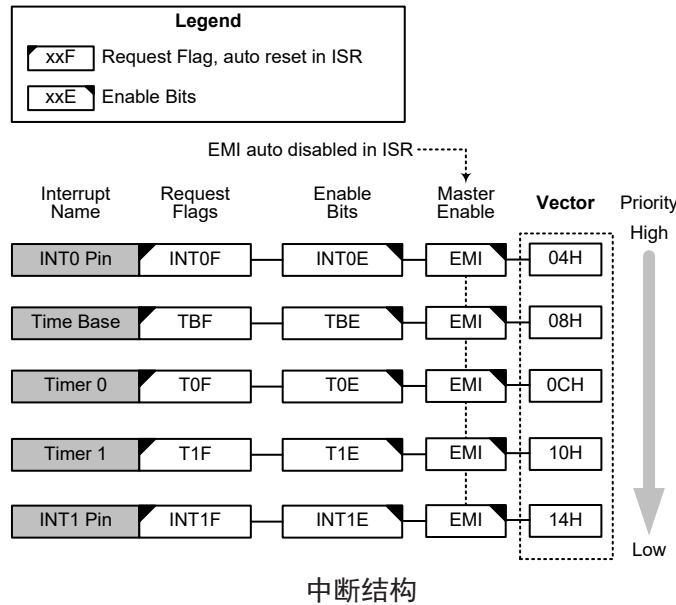 Legend
xxF Request Flag, auto reset in ISR
xxE Enable Bits
EMI auto disabled in ISR
Interrupt Name Request Flags Enable Bits Master Enable Vector Priority
High
INT0 Pin INT0F INT0E EMI 04H
Time Base TBF TBE EMI 08H
Timer 0 T0F T0E EMI 0CH
Timer 1 T1F T1E EMI 10H
INT1 Pin INT1F INT1E EMI 14H
Low
中断结构